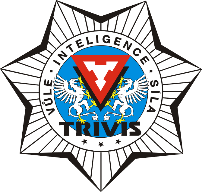 VŮLE · INTELIGENCE · SÍLA
TRIVIS